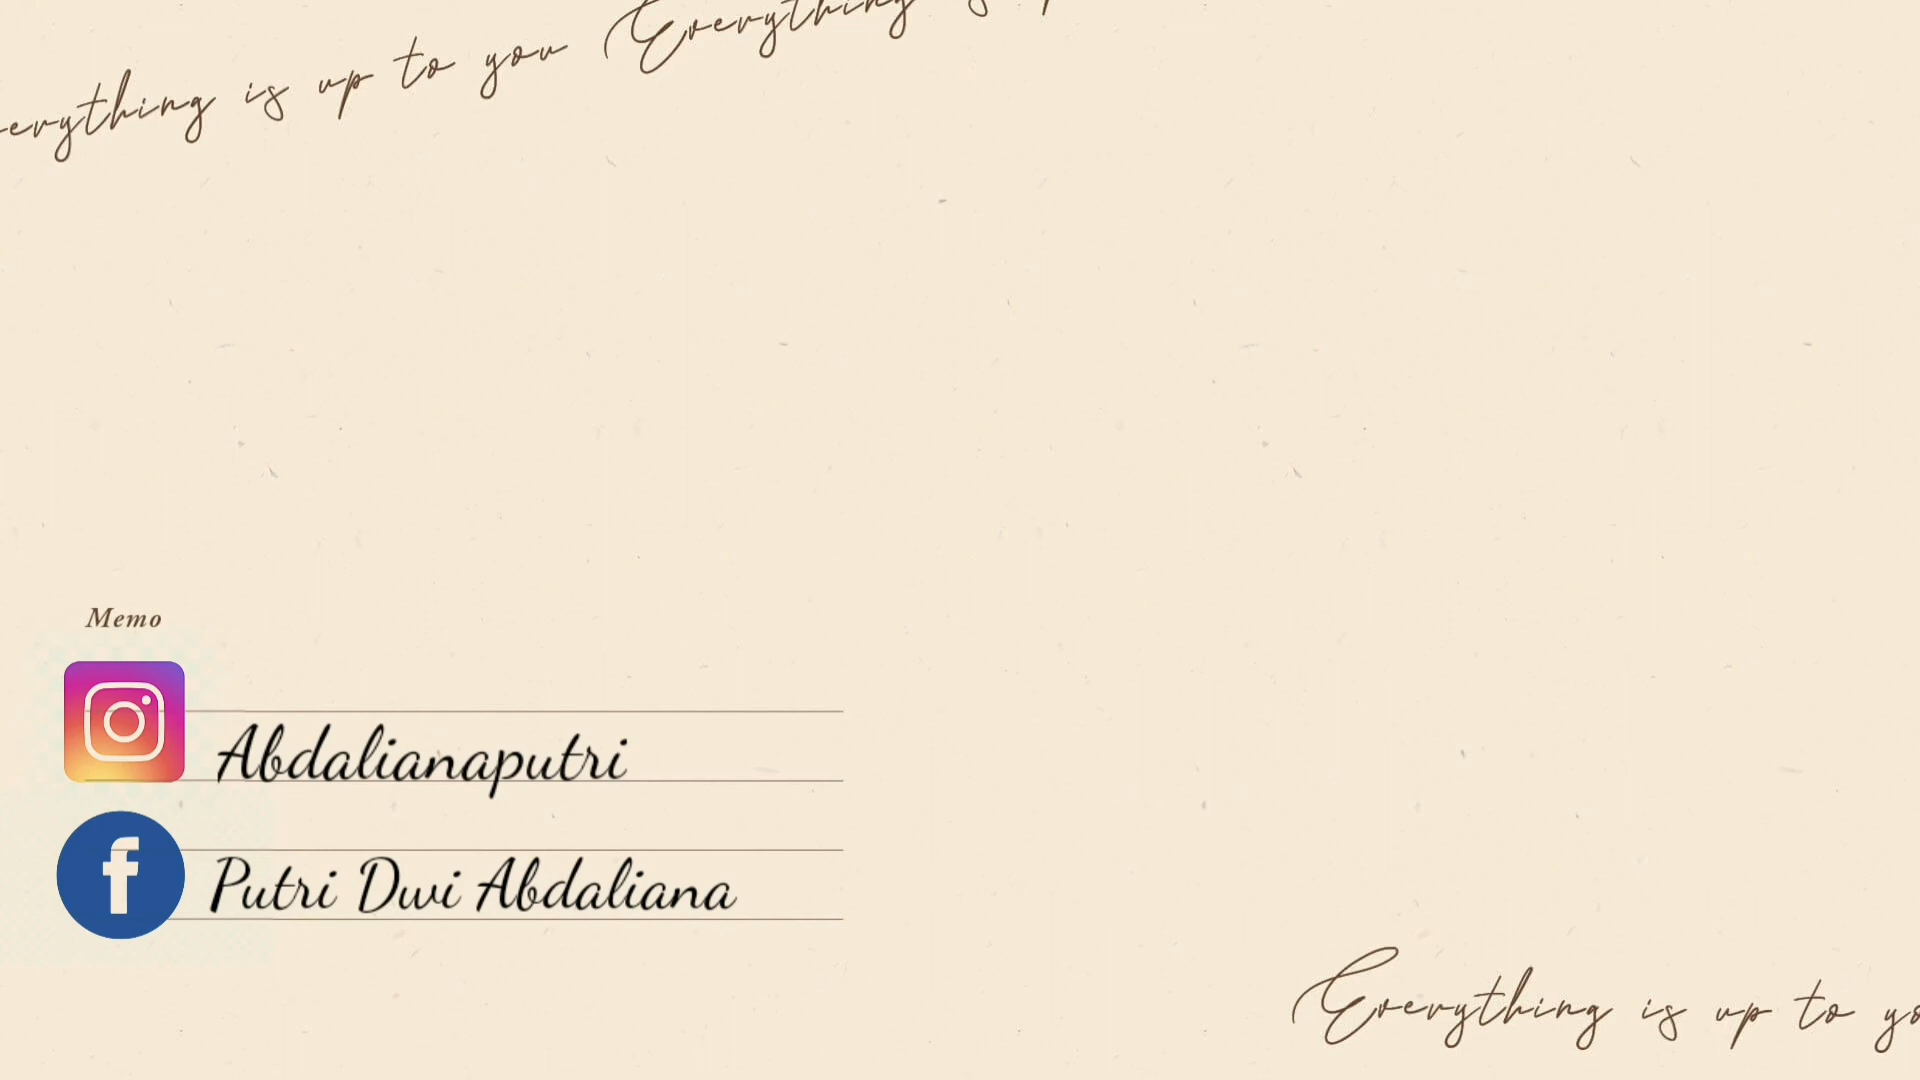 erything is up to you Everything
Memo
Abdalianaputri
Putri Dwi Abdaliana
Everything is up to yo